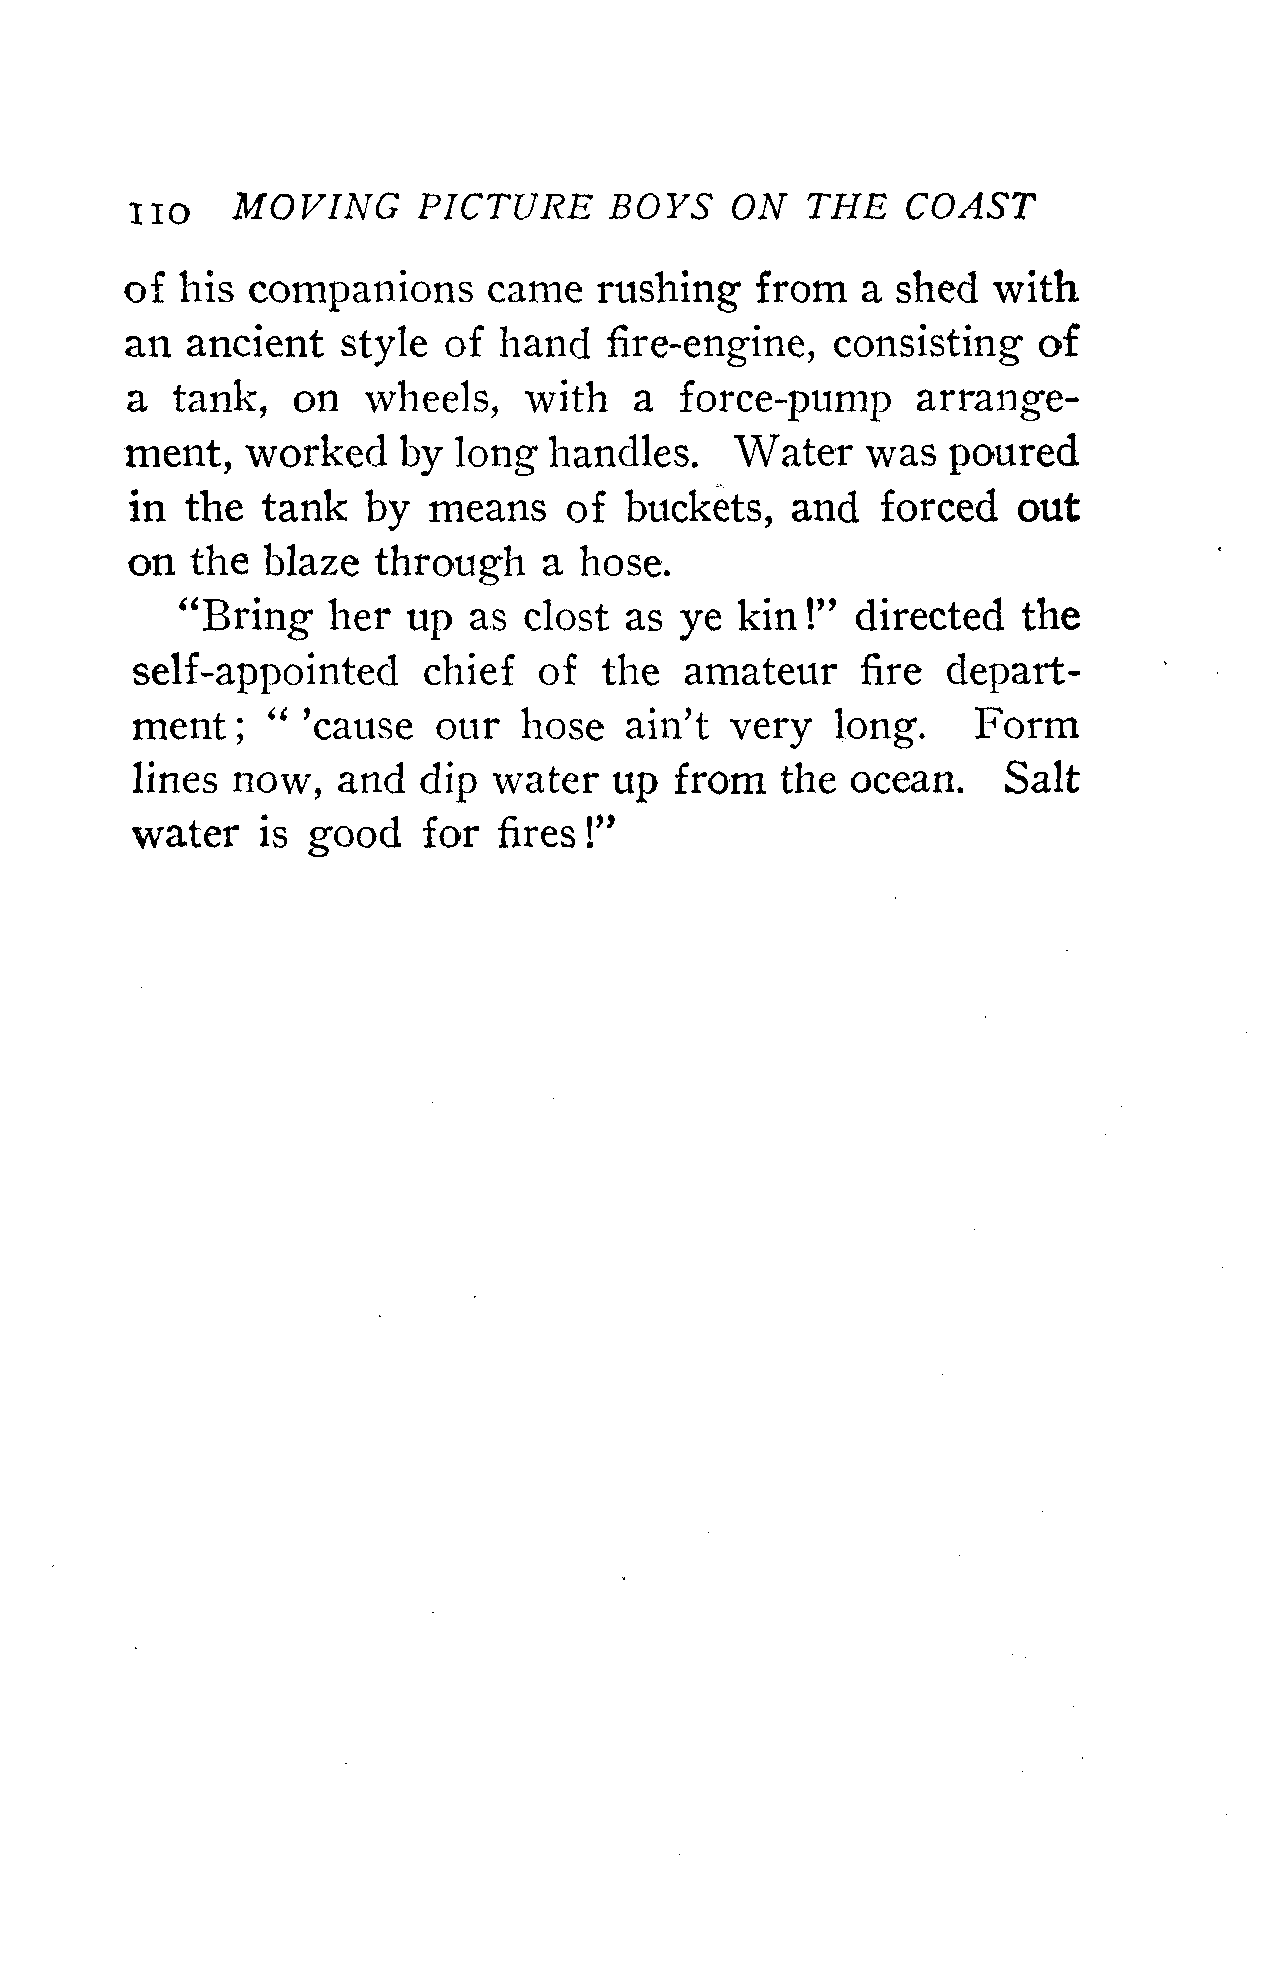 110 MOVING PICTURE BOYS ON THE COAST
of his companions came rushing from a shed with
an ancient style of hand fire-engine, consisting of
a tank, on wheels, with a force-pump arrange-
ment, worked by long handles. Water was poured
in the tank by means of buckets, and forced out
on the blaze through a hose.
"Bring her up as clost as ye kin!" directed the
self-appointed chief of the amateur fire depart-
ment; " 'cause our hose ain't very long. Form
lines now, and dip water up from the ocean. Salt
water is good for fires!"